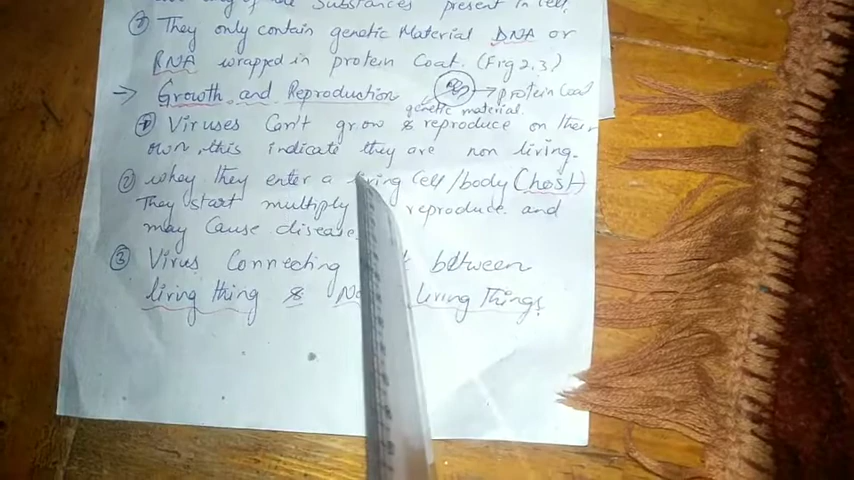 of Substances present in Cell.
② They only contain genetic Material DNA or
RNA wrapped in protein Coat. (Frg 2.3)
→ Growth and Reproduction
→ protein Coat
genetic material.
① Viruses Can't grow & reproduce on their
own, this indicate they are non living.
② whey they enter a living Cell/body (host)
They start multiply reproduce and
may Cause disease.
③ Virus Connecting between
living thing & living Things.